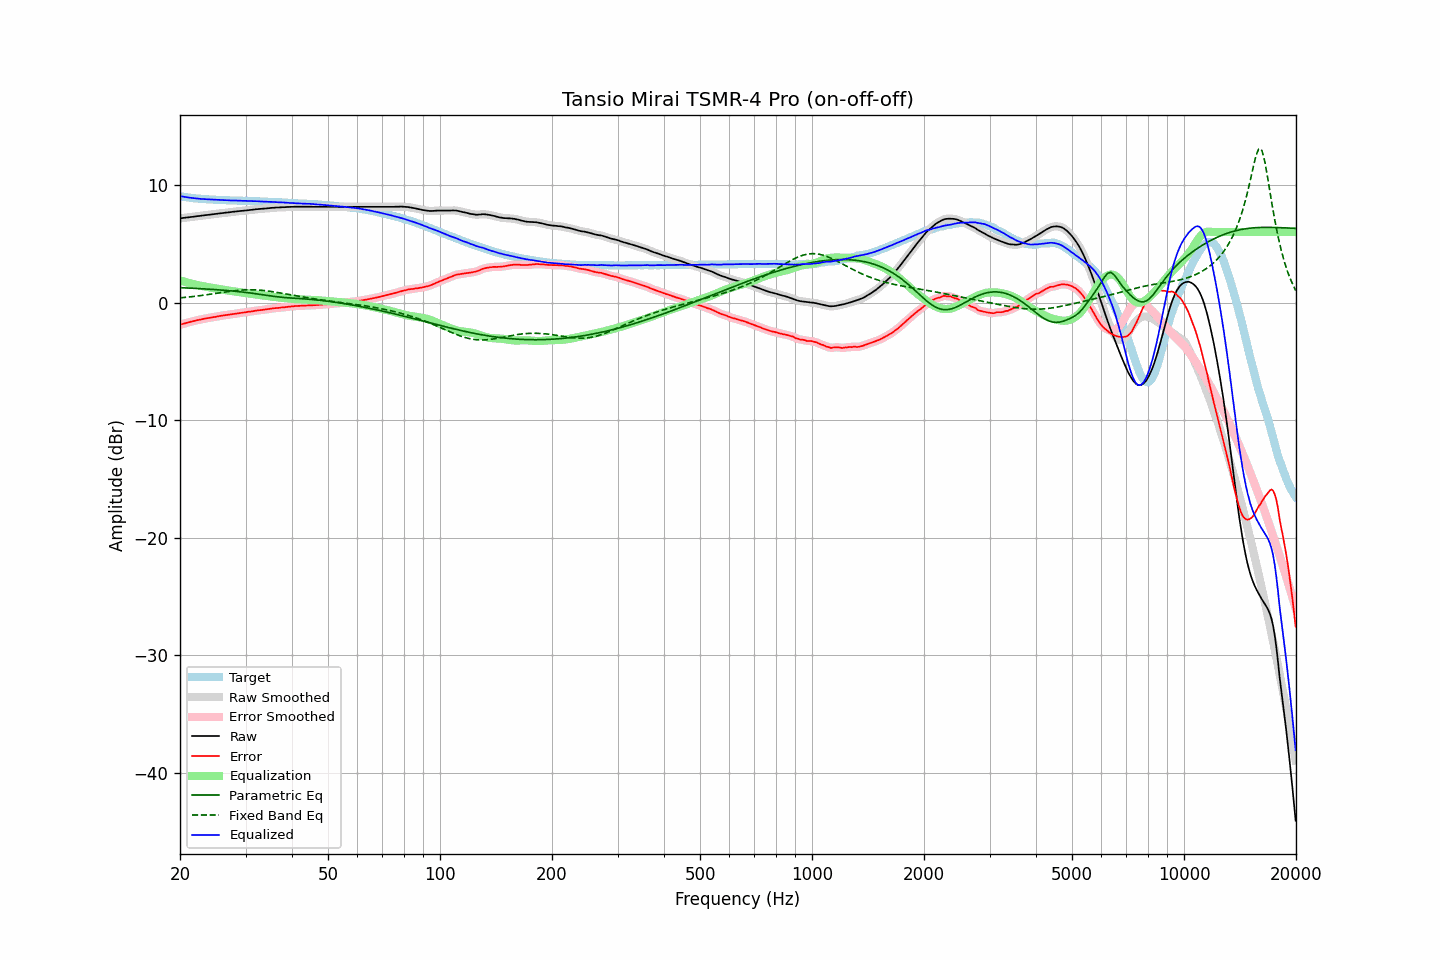 Tansio Mirai TSMR-4 Pro (on-off-off)
Amplitude (dBr)
10
0
−10
−20
−30
−40
Target
Raw Smoothed
Error Smoothed
Raw
Error
Equalization
Parametric Eq
Fixed Band Eq
Equalized
20 50 100 200 500 1000 2000 5000 10000 20000
Frequency (Hz)